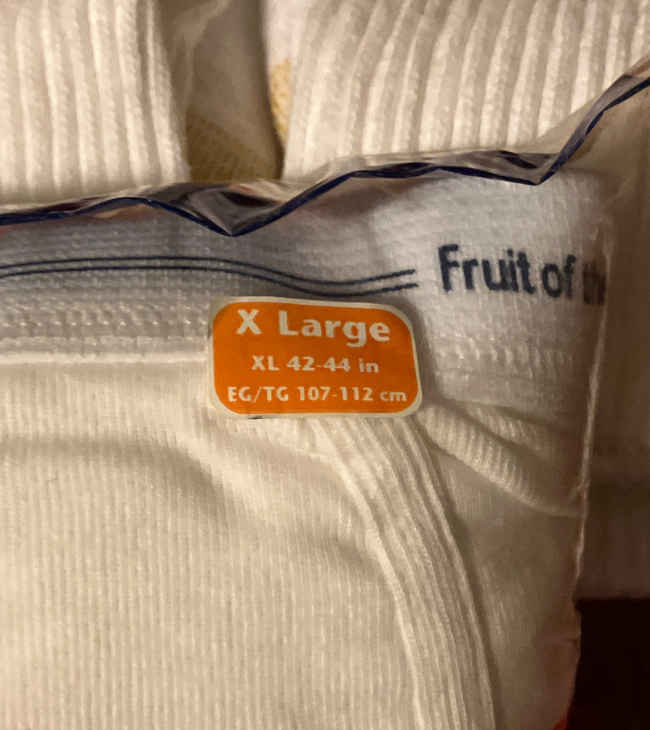 Fruit of
X Large
XL 42-44 in
EG/TG 107-112 cm